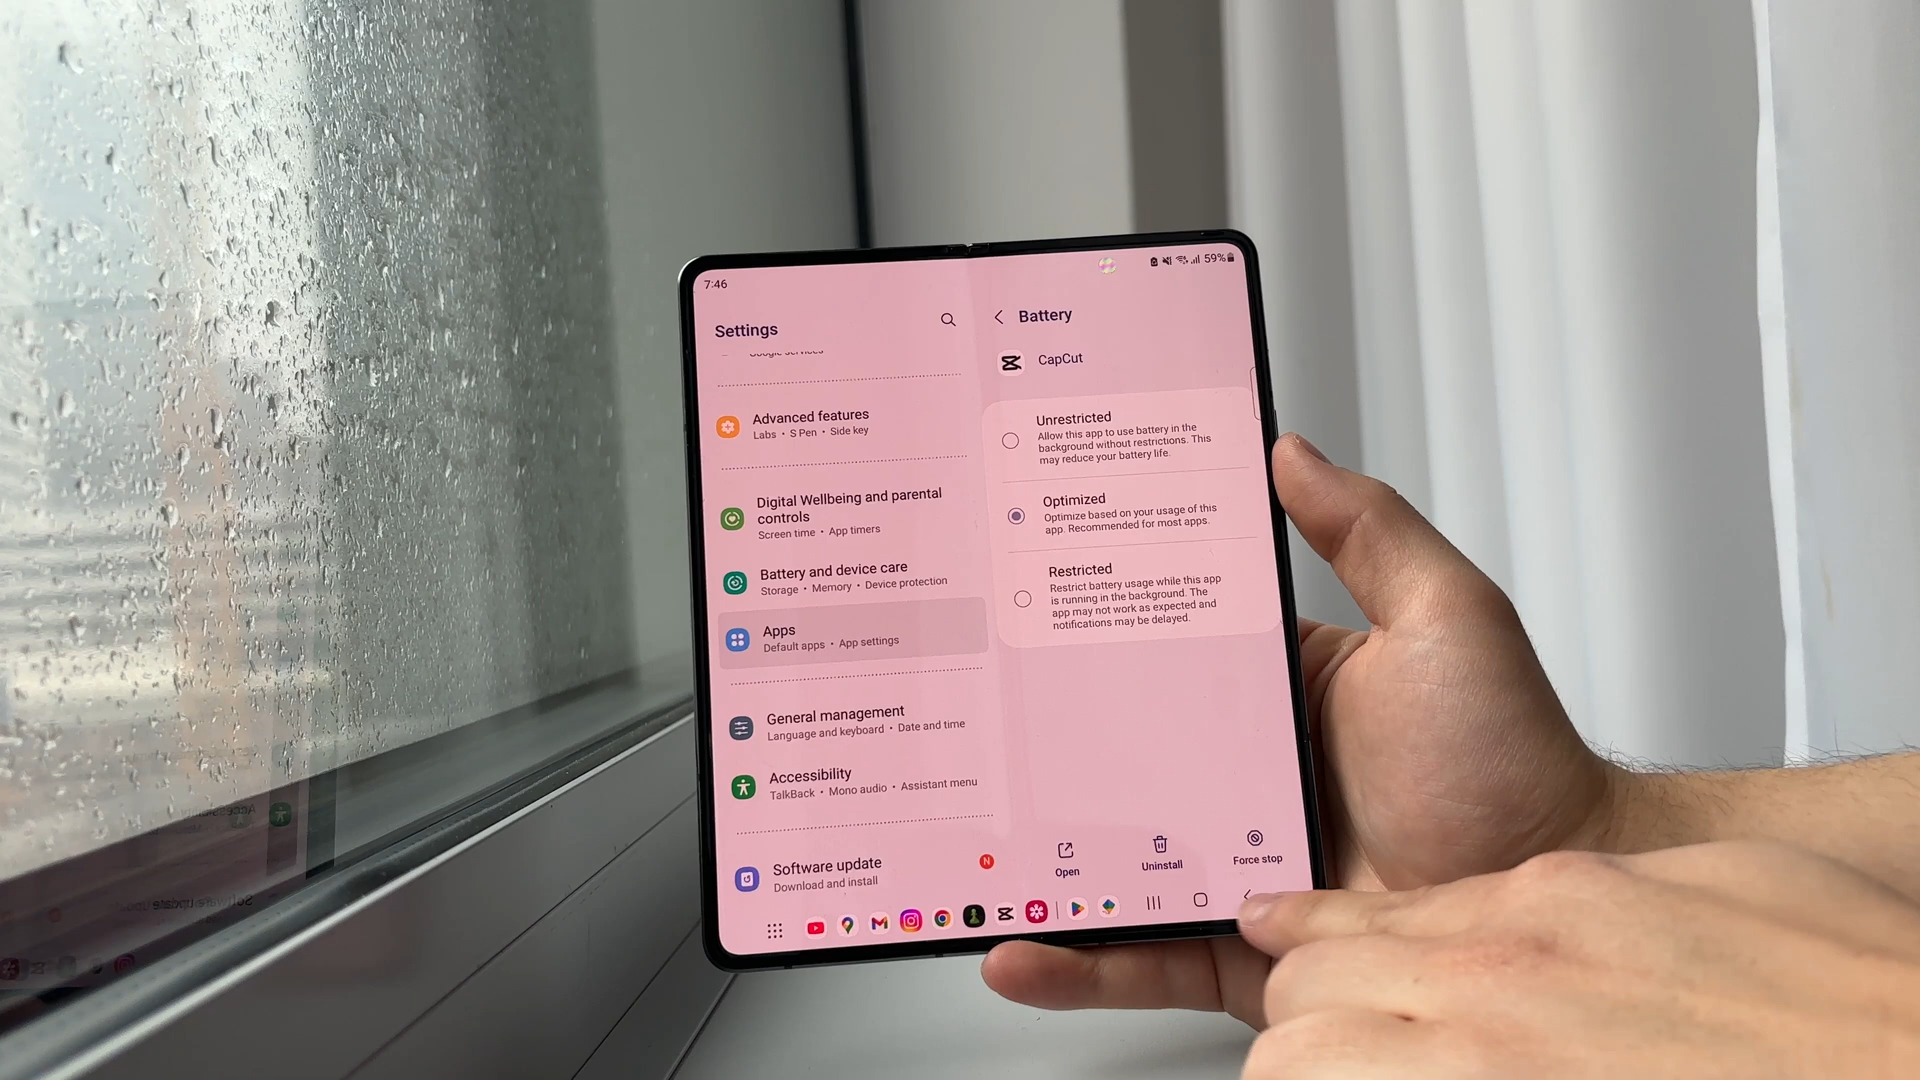 7:46
59%
Settings
Google services
Advanced features
Labs • S Pen • Side key
Digital Wellbeing and parental
controls
Screen time • App timers
Battery and device care
Storage • Memory • Device protection
Apps
Default apps • App settings
General management
Language and keyboard • Date and time
Accessibility
TalkBack • Mono audio • Assistant menu
Software update
Download and install
N
Battery
CapCut
Unrestricted
Allow this app to use battery in the
background without restrictions. This
may reduce your battery life.
Optimized
Optimize based on your usage of this
app. Recommended for most apps.
Restricted
Restrict battery usage while this app
is running in the background. The
app may not work as expected and
notifications may be delayed.
Open
Uninstall
Force stop
Accessibility
Software update